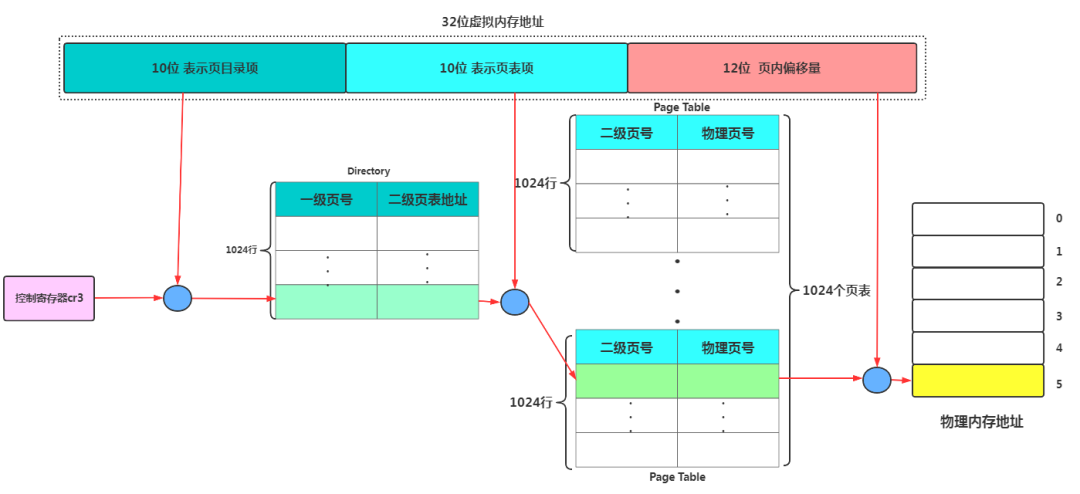 32位虚拟内存地址
10位 表示页目录项
10位 表示页表项
12位 页内偏移量
Page Table
二级页号
物理页号
1024行
Directory
一级页号
二级页表地址
1024行
控制寄存器cr3
1024个页表
二级页号
物理页号
1024行
Page Table
0
1
2
3
4
5
物理内存地址